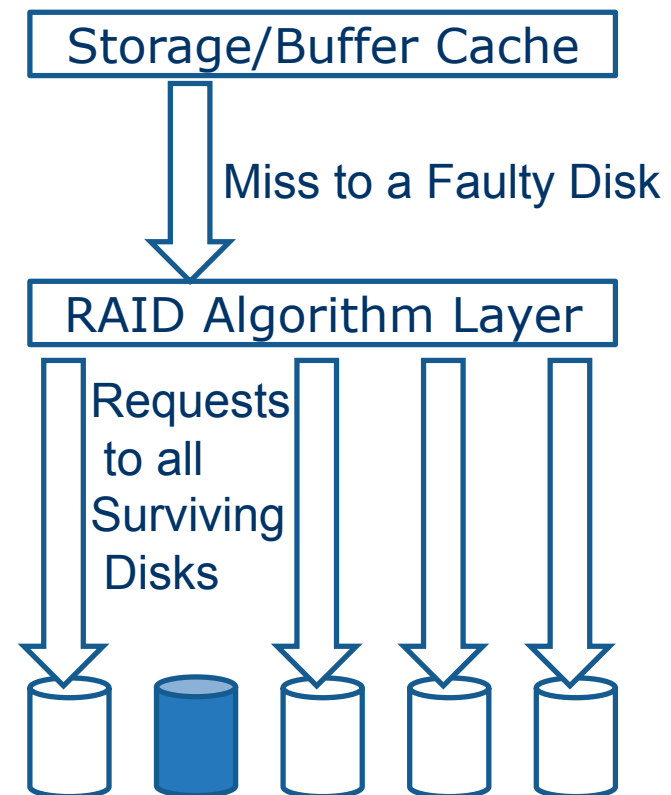 Storage/Buffer Cache
Miss to a Faulty Disk
RAID Algorithm Layer
Requests
to all
Surviving
Disks